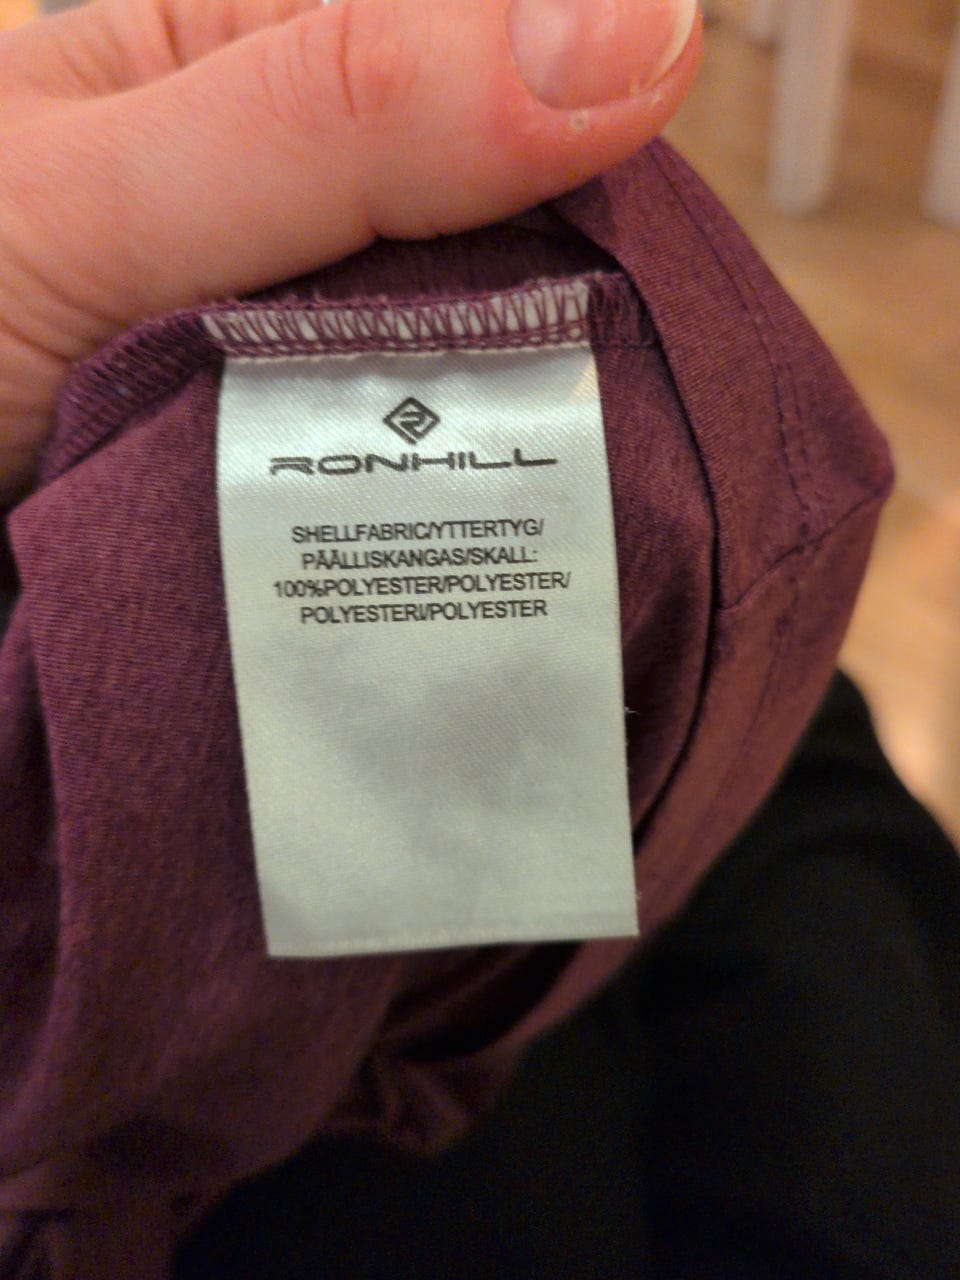 RONHILL
SHELLFABRIC/YTTERTYG/
PÄÄLLISKANGAS/SKALL:
100%POLYESTER/POLYESTER/
POLYESTERI/POLYESTER